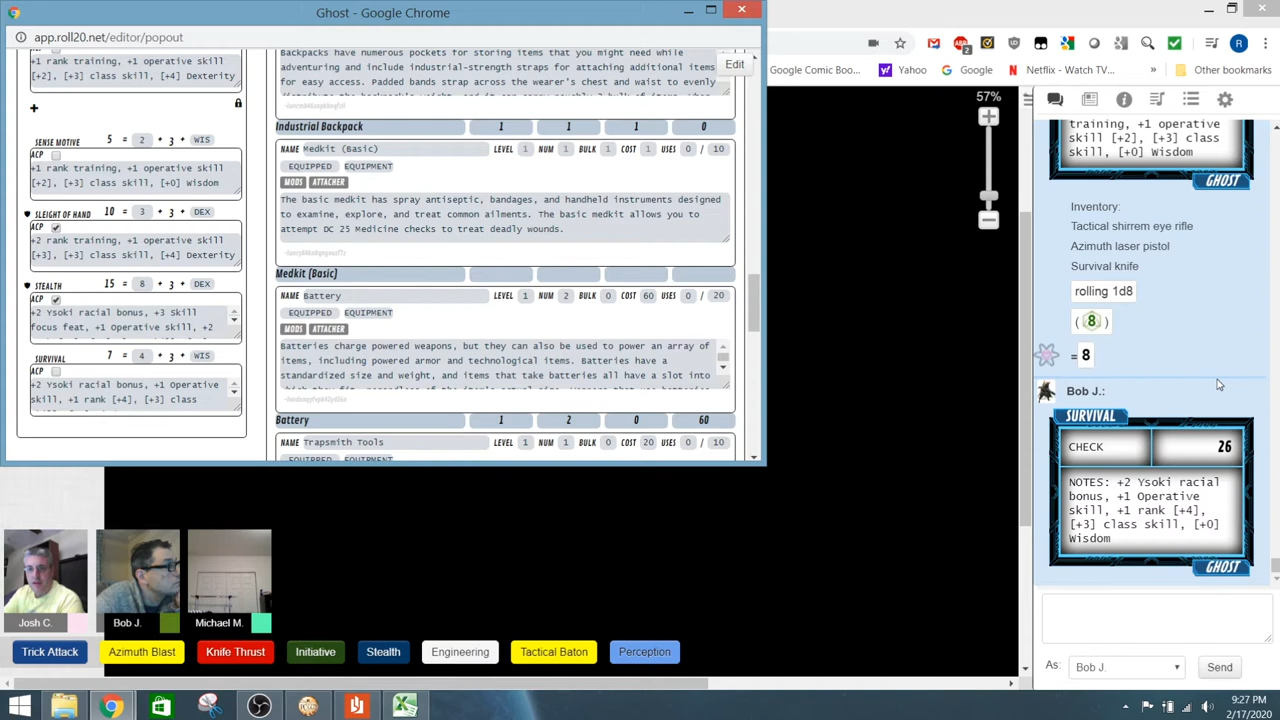 Ghost - Google Chrome
app.roll20.net/editor/popout
Edit
+1 rank training, +1 operative skill
[+2], [+3] class skill, [+4] Dexterity
SENSE MOTIVE 5 = 2 + 3 + WIS
ACP
+1 rank training, +1 operative skill
[+2], [+3] class skill, [+0] Wisdom
SLEIGHT OF HAND 10 = 3 + 3 + DEX
ACP
+2 rank training, +1 operative skill
[+3], [+3] class skill, [+4] Dexterity
STEALTH 15 = 8 + 3 + DEX
ACP
+2 Ysoki racial bonus, +3 Skill
focus feat, +1 Operative skill, +2
SURVIVAL 7 = 4 + 3 + WIS
ACP
+2 Ysoki racial bonus, +1 Operative
skill, +1 rank [+4], [+3] class
Backpacks have numerous pockets for storing items that you might need while
adventuring and include industrial-strength straps for attaching additional items
for easy access. Padded bands strap across the wearer's chest and waist to evenly
Industrial Backpack 1 1 1 0
NAME Medkit (Basic) LEVEL 1 NUM 1 BULK 1 COST 1 USES 0 / 10
EQUIPPED EQUIPMENT
MODS ATTACHER
The basic medkit has spray antiseptic, bandages, and handheld instruments designed
to examine, explore, and treat common ailments. The basic medkit allows you to
attempt DC 25 Medicine checks to treat deadly wounds.
Medkit (Basic)
NAME Battery LEVEL 1 NUM 2 BULK 0 COST 60 USES 0 / 20
EQUIPPED EQUIPMENT
MODS ATTACHER
Batteries charge powered weapons, but they can also be used to power an array of
items, including powered armor and technological items. Batteries have a
standardized size and weight, and items that take batteries all have a slot into
Battery 1 2 0 60
NAME Trapsmith Tools LEVEL 1 NUM 1 BULK 0 COST 20 USES 0 / 10
EQUIPPED EQUIPMENT
Google Comic Boo...
Yahoo
Google
Netflix - Watch TV...
»
Other bookmarks
57%
training, +1 operative
skill [+2], [+3] class
skill, [+0] Wisdom
GHOST
Inventory:
Tactical shirrem eye rifle
Azimuth laser pistol
Survival knife
rolling 1d8
(8)
= 8
Bob J.:
SURVIVAL
CHECK 26
NOTES: +2 Ysoki racial
bonus, +1 Operative
skill, +1 rank [+4],
[+3] class skill, [+0]
Wisdom
GHOST
As: Bob J. Send
Josh C.
Bob J.
Michael M.
Trick Attack
Azimuth Blast
Knife Thrust
Initiative
Stealth
Engineering
Tactical Baton
Perception
9:27 PM
2/17/2020